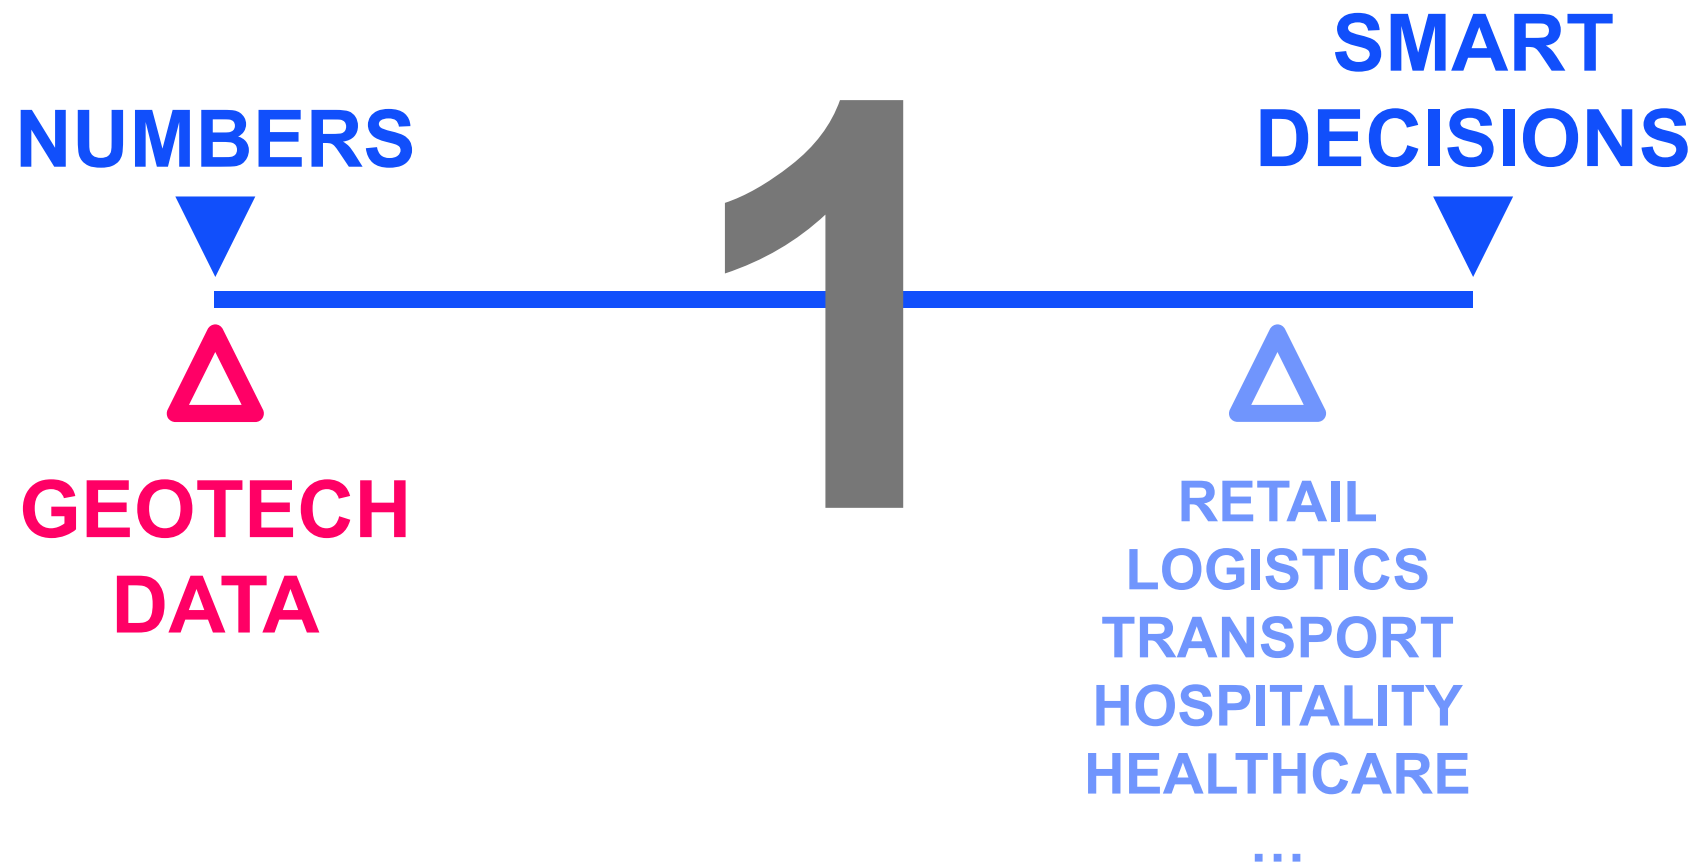 NUMBERS
SMART
DECISIONS
1
GEOTECH
DATA
RETAIL
LOGISTICS
TRANSPORT
HOSPITALITY
HEALTHCARE
…